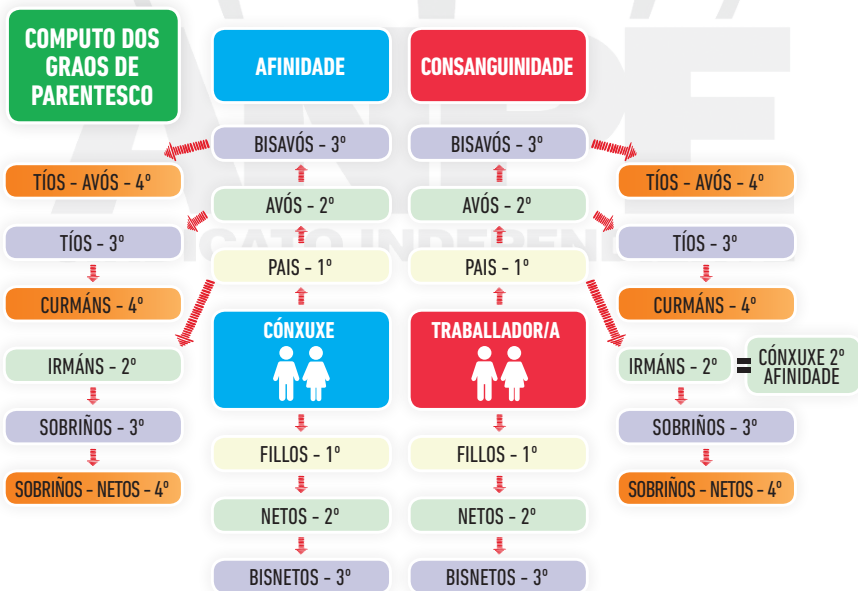 COMPUTO DOS
GRAOS DE
PARENTESCO
AFINIDADE
CONSANGUINIDADE
BISAVÓS - 3º
BISAVÓS - 3º
TÍOS - AVÓS - 4º
AVÓS - 2º
AVÓS - 2º
TÍOS - AVÓS - 4º
TÍOS - 3º
PAIS - 1º
PAIS - 1º
TÍOS - 3º
CURMÁNS - 4º
CURMÁNS - 4º
CÓNXUXE
TRABALLADOR/A
IRMÁNS - 2º
IRMÁNS - 2º
=
CÓNXUXE 2º
AFINIDADE
SOBRIÑOS - 3º
SOBRIÑOS - 3º
FILLOS - 1º
FILLOS - 1º
SOBRIÑOS - NETOS - 4º
SOBRIÑOS - NETOS - 4º
NETOS - 2º
NETOS - 2º
BISNETOS - 3º
BISNETOS - 3º